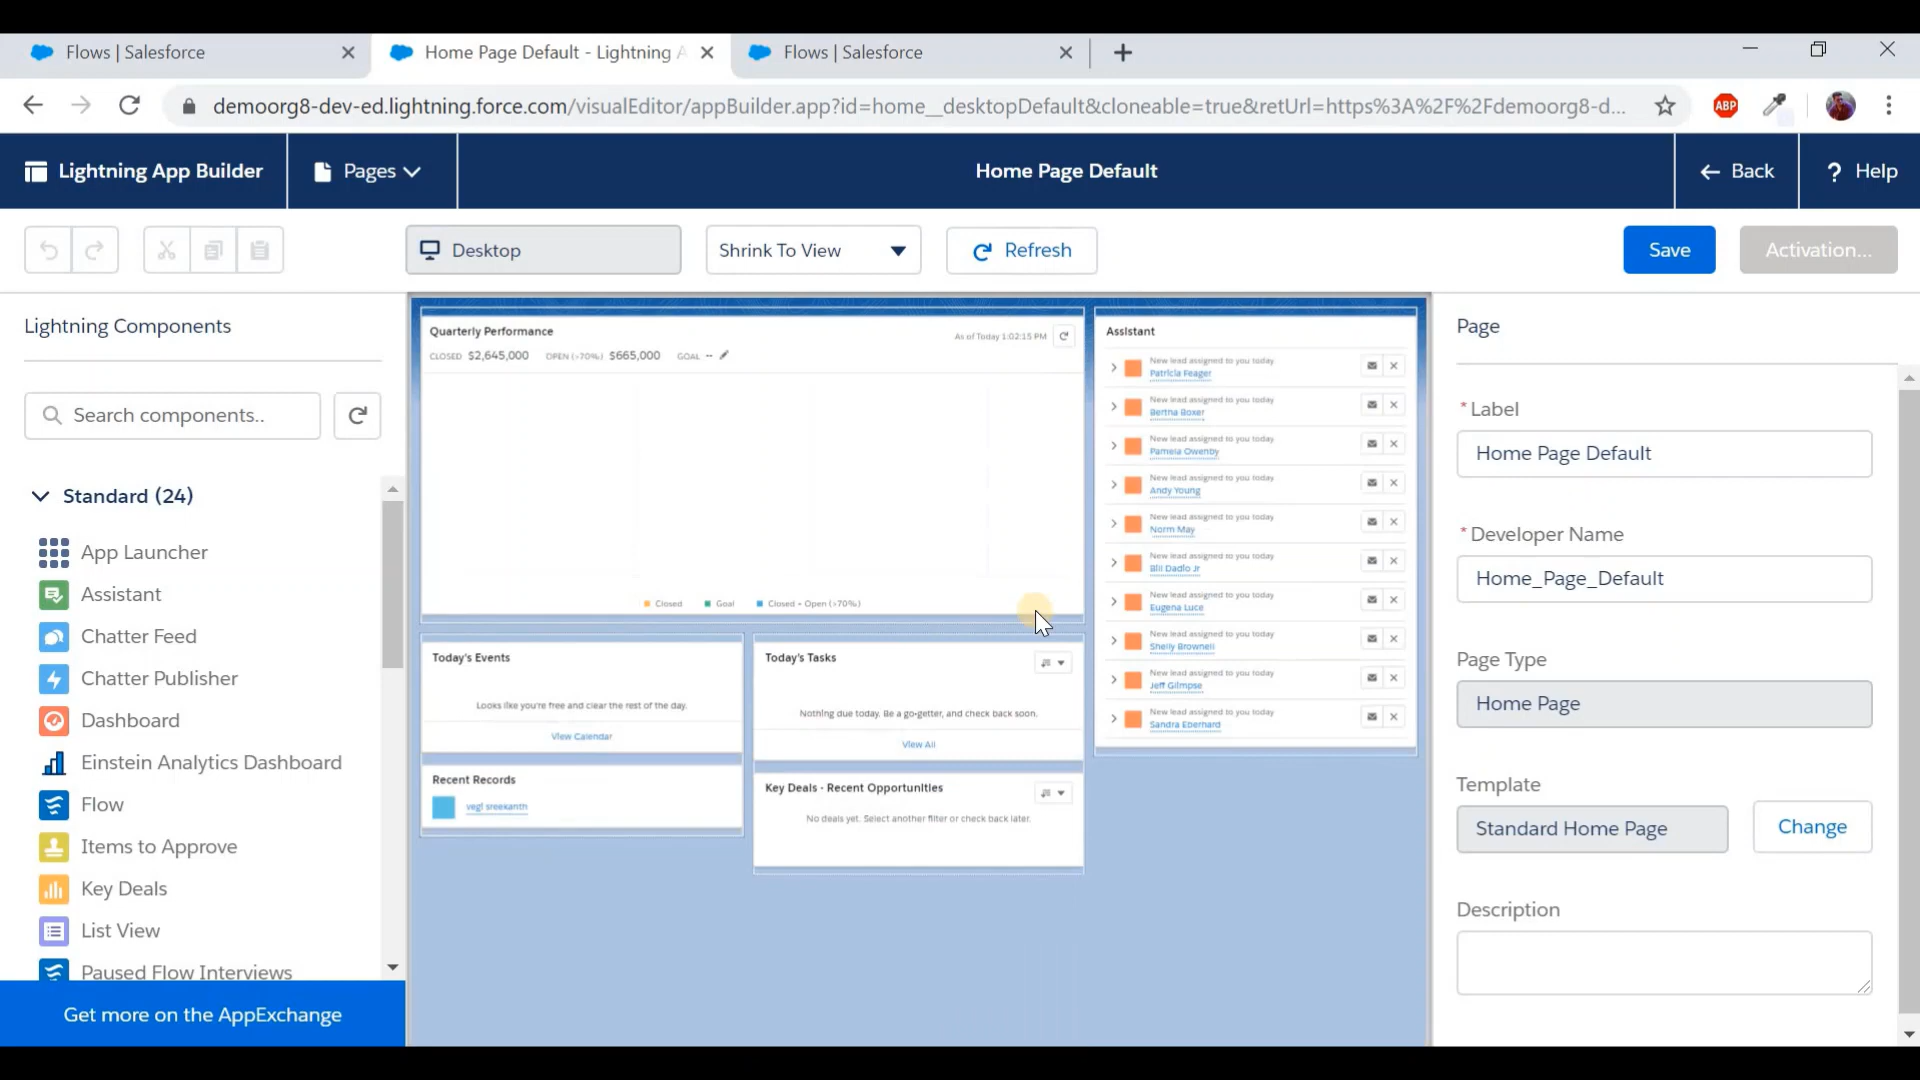 Flows | Salesforce
Home Page Default - Lightning A
Flows | Salesforce
demoorg8-dev-ed.lightning.force.com/visualEditor/appBuilder.app?id=home__desktopDefault&cloneable=true&retUrl=https%3A%2F%2Fdemoorg8-d...
ABP
Lightning App Builder
Pages
Home Page Default
Back
? Help
Desktop
Shrink To View
Refresh
Save
Activation...
Lightning Components
Search components..
Standard (24)
App Launcher
Assistant
Chatter Feed
Chatter Publisher
Dashboard
Einstein Analytics Dashboard
Flow
Items to Approve
Key Deals
List View
Paused Flow Interviews
Get more on the AppExchange
Quarterly Performance
As of Today 1:02:15 PM
CLOSED $2,645,000 OPEN (>70%) $665,000 GOAL --
Closed Goal Closed + Open (>70%)
Today's Events
Looks like you're free and clear the rest of the day.
View Calendar
Recent Records
vegi sreekanth
Today's Tasks
Nothing due today. Be a go-getter, and check back soon.
View All
Key Deals - Recent Opportunities
No deals yet. Select another filter or check back later.
Assistant
New lead assigned to you today
Patricia Feager
New lead assigned to you today
Bertha Boxer
New lead assigned to you today
Pamela Owenby
New lead assigned to you today
Andy Young
New lead assigned to you today
Norm May
New lead assigned to you today
Bill Dadio Jr
New lead assigned to you today
Eugena Luce
New lead assigned to you today
Shelly Brownell
New lead assigned to you today
Jeff Glimpse
New lead assigned to you today
Sandra Eberhard
Page
* Label
Home Page Default
* Developer Name
Home_Page_Default
Page Type
Home Page
Template
Standard Home Page
Change
Description